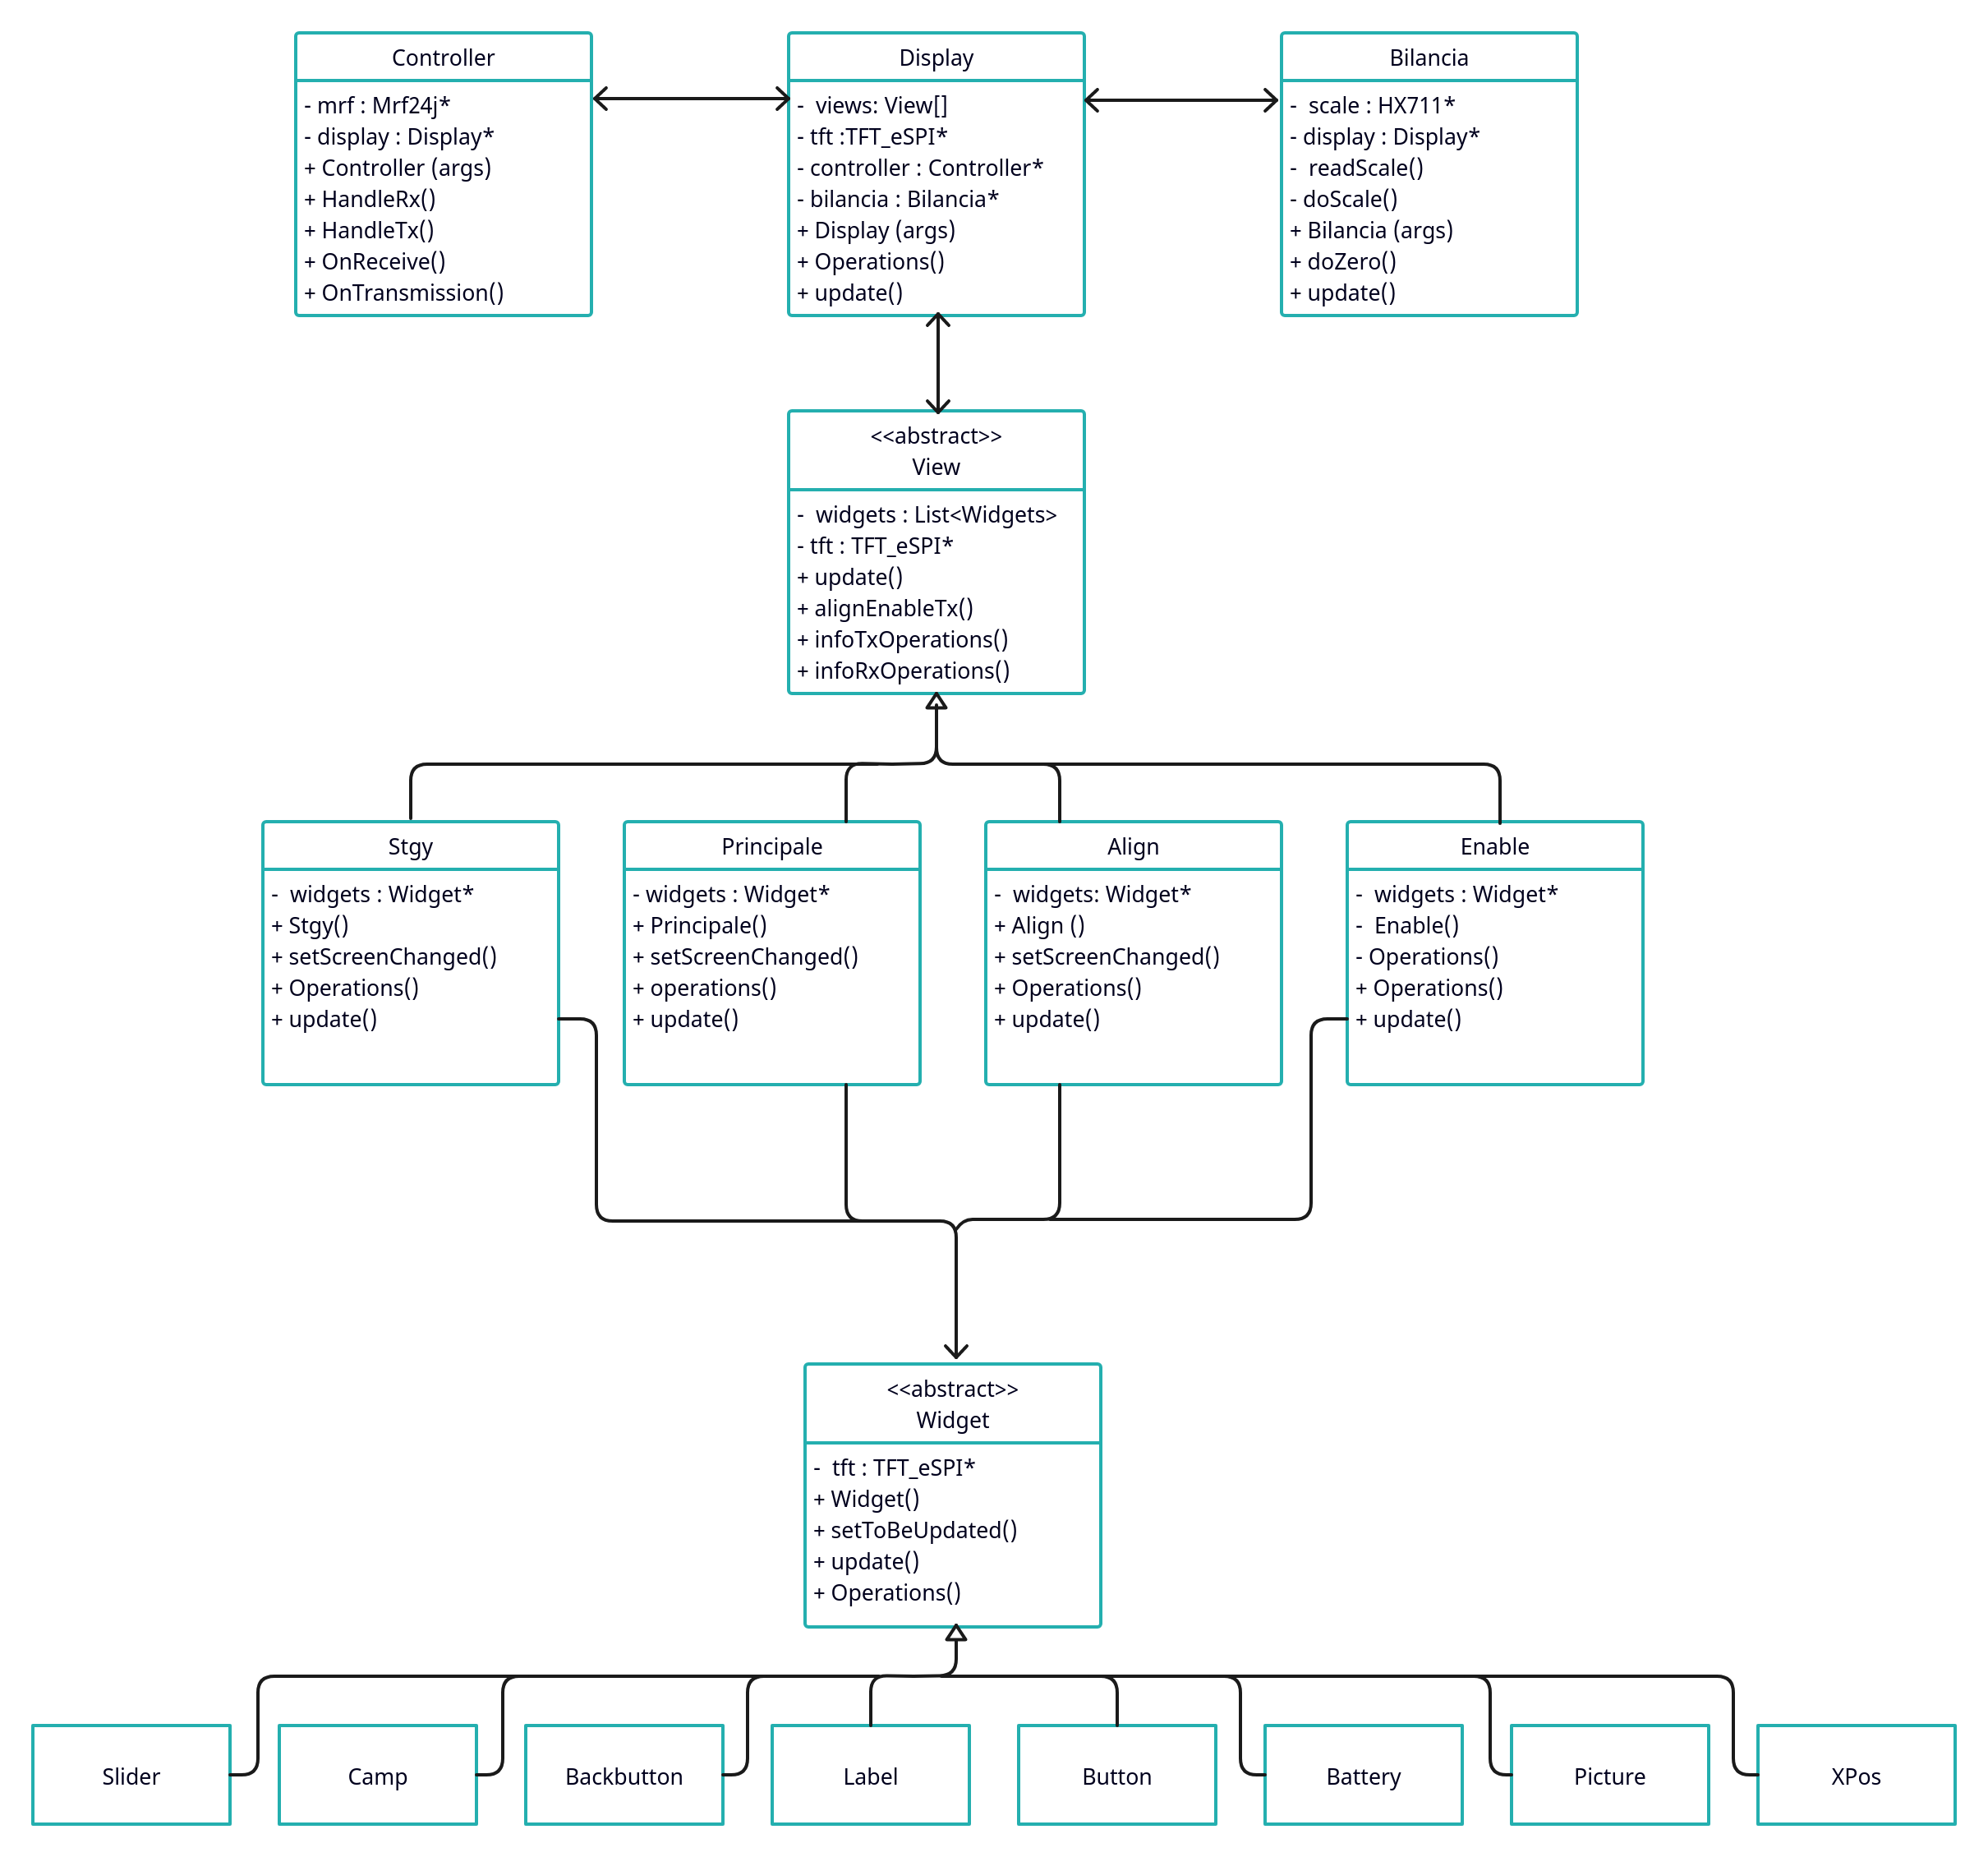 Controller
- mrf : Mrf24j*
- display : Display*
+ Controller (args)
+ HandleRx()
+ HandleTx()
+ OnReceive()
+ OnTransmission()
Display
-  views: View[]
- tft :TFT_eSPI*
- controller : Controller*
- bilancia : Bilancia*
+ Display (args)
+ Operations()
+ update()
Bilancia
-  scale : HX711*
- display : Display*
-  readScale()
- doScale()
+ Bilancia (args)
+ doZero()
+ update()
<<abstract>>
View
-  widgets : List<Widgets>
- tft : TFT_eSPI*
+ update()
+ alignEnableTx()
+ infoTxOperations()
+ infoRxOperations()
Stgy
-  widgets : Widget*
+ Stgy()
+ setScreenChanged()
+ Operations()
+ update()
Principale
- widgets : Widget*
+ Principale()
+ setScreenChanged()
+ operations()
+ update()
Align
-  widgets: Widget*
+ Align ()
+ setScreenChanged()
+ Operations()
+ update()
Enable
-  widgets : Widget*
-  Enable()
- Operations()
+ Operations()
+ update()
<<abstract>>
Widget
-  tft : TFT_eSPI*
+ Widget()
+ setToBeUpdated()
+ update()
+ Operations()
Slider
Camp
Backbutton
Label
Button
Battery
Picture
XPos